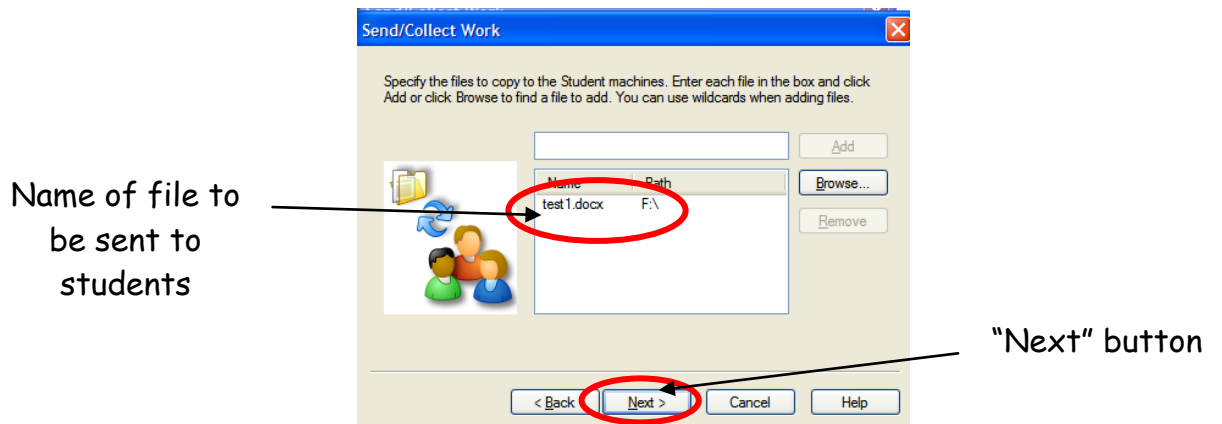 Send/Collect Work
Specify the files to copy to the Student machines. Enter each file in the box and click
Add or click Browse to find a file to add. You can use wildcards when adding files.
Add
Name Path
Browse...
test1.docx F:\
Remove
Name of file to
be sent to
students
"Next" button
< Back
Next >
Cancel
Help